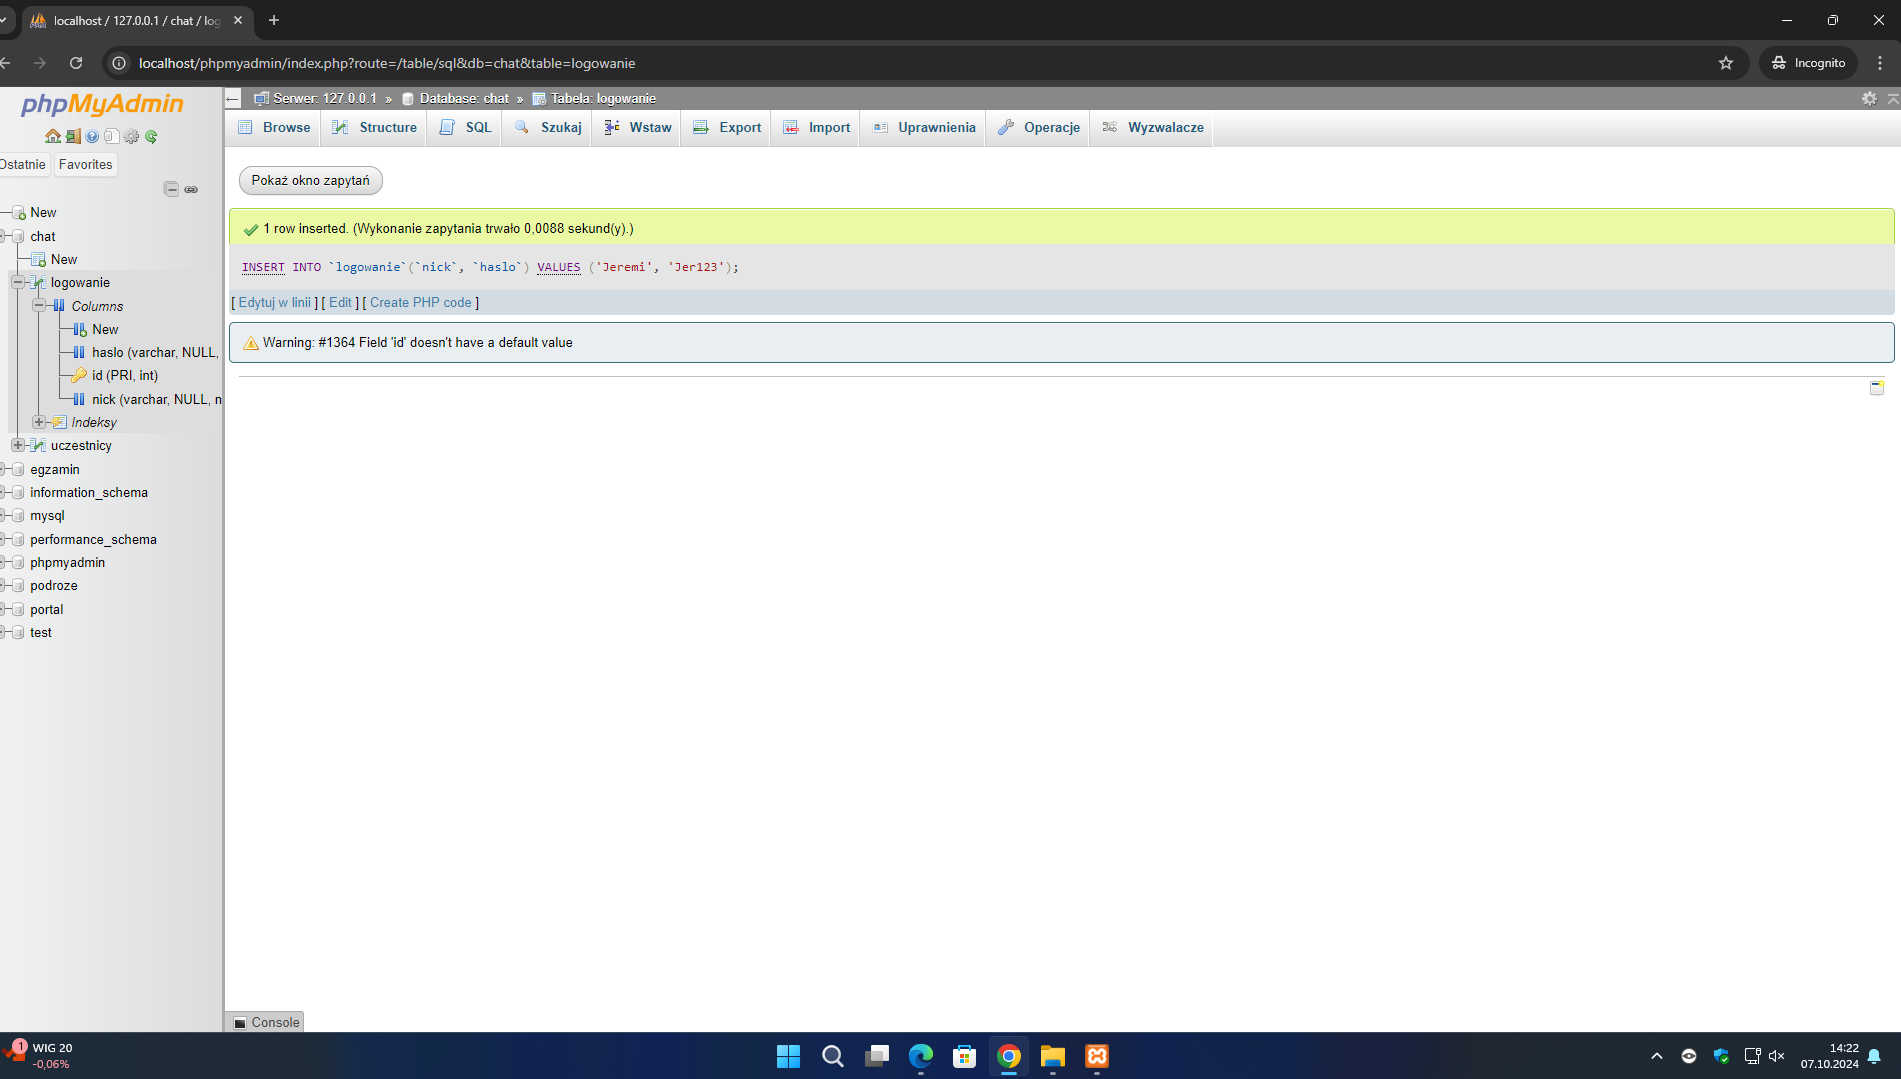 localhost / 127.0.0.1 / chat / log
localhost/phpmyadmin/index.php?route=/table/sql&db=chat&table=logowanie
Incognito
phpMyAdmin
Serwer: 127.0.0.1 » Database: chat » Tabela: logowanie
Browse Structure SQL Szukaj Wstaw Export Import Uprawnienia Operacje Wyzwalacze
Ostatnie Favorites
New
chat
New
logowanie
Columns
New
haslo (varchar, NULL,
id (PRI, int)
nick (varchar, NULL, n
Indeksy
uczestnicy
egzamin
information_schema
mysql
performance_schema
phpmyadmin
podroze
portal
test
Pokaż okno zapytań
1 row inserted. (Wykonanie zapytania trwało 0,0088 sekund(y).)
INSERT INTO `logowanie`(`nick`, `haslo`) VALUES ('Jeremi', 'Jer123');
[ Edytuj w linii ] [ Edit ] [ Create PHP code ]
Warning: #1364 Field 'id' doesn't have a default value
Console
1
WIG 20
-0,06%
14:22
07.10.2024